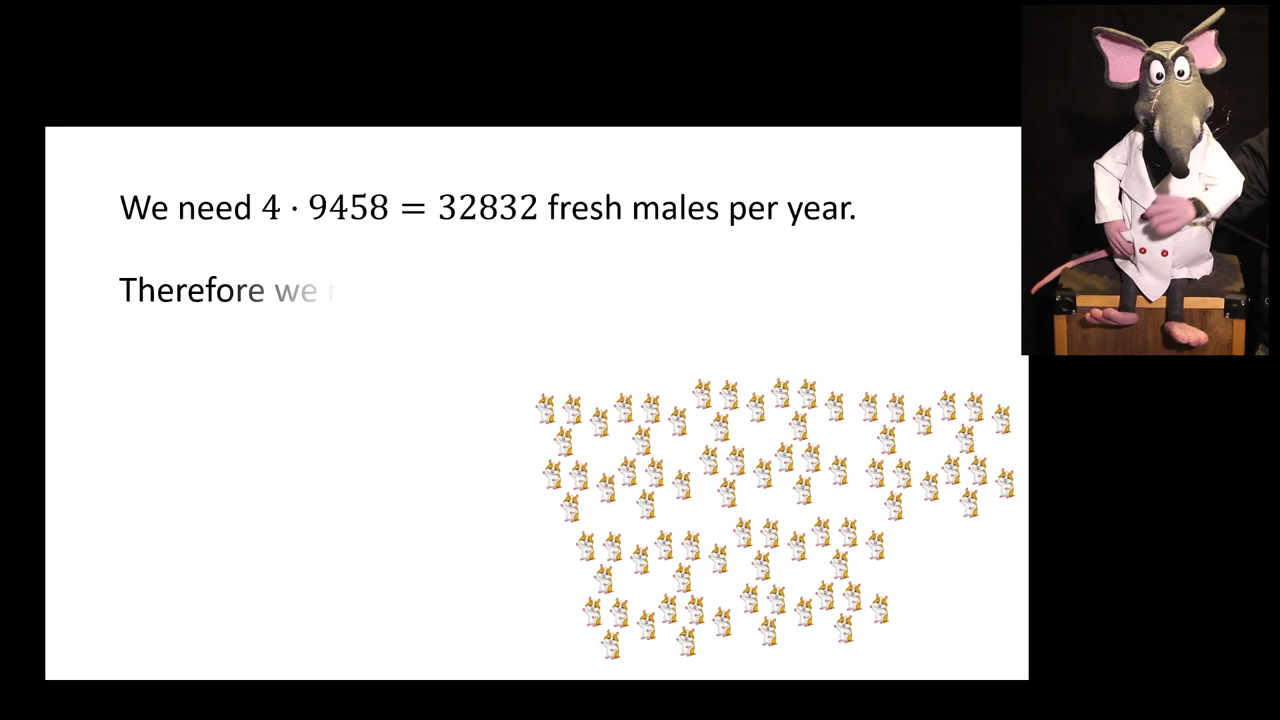 We need 4 · 9458 = 32832 fresh males per year.
Therefore we